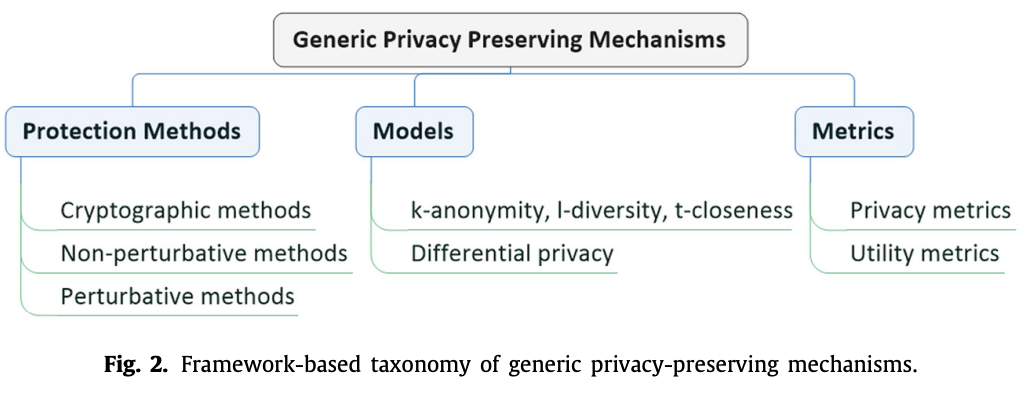 Generic Privacy Preserving Mechanisms
Protection Methods
Cryptographic methods
Non-perturbative methods
Perturbative methods
Models
k-anonymity, l-diversity, t-closeness
Differential privacy
Metrics
Privacy metrics
Utility metrics
Fig. 2. Framework-based taxonomy of generic privacy-preserving mechanisms.